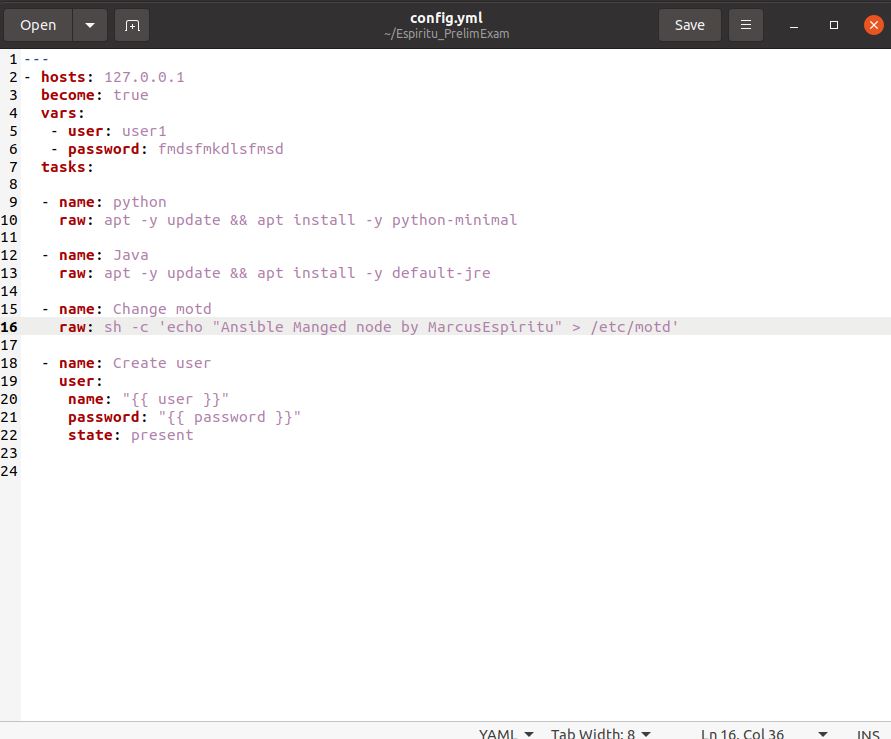 Open
config.yml
~/Espiritu_PrelimExam
Save
1 ---
2 - hosts: 127.0.0.1
3   become: true
4   vars:
5    - user: user1
6    - password: fmdsfmkdlsfmsd
7   tasks:
8
9   - name: python
10     raw: apt -y update && apt install -y python-minimal
11
12   - name: Java
13     raw: apt -y update && apt install -y default-jre
14
15   - name: Change motd
16     raw: sh -c 'echo "Ansible Manged node by MarcusEspiritu" > /etc/motd'
17
18   - name: Create user
19     user:
20      name: "{{ user }}"
21      password: "{{ password }}"
22      state: present
23
24
YAML Tab Width: 8 Ln 16, Col 36 INS